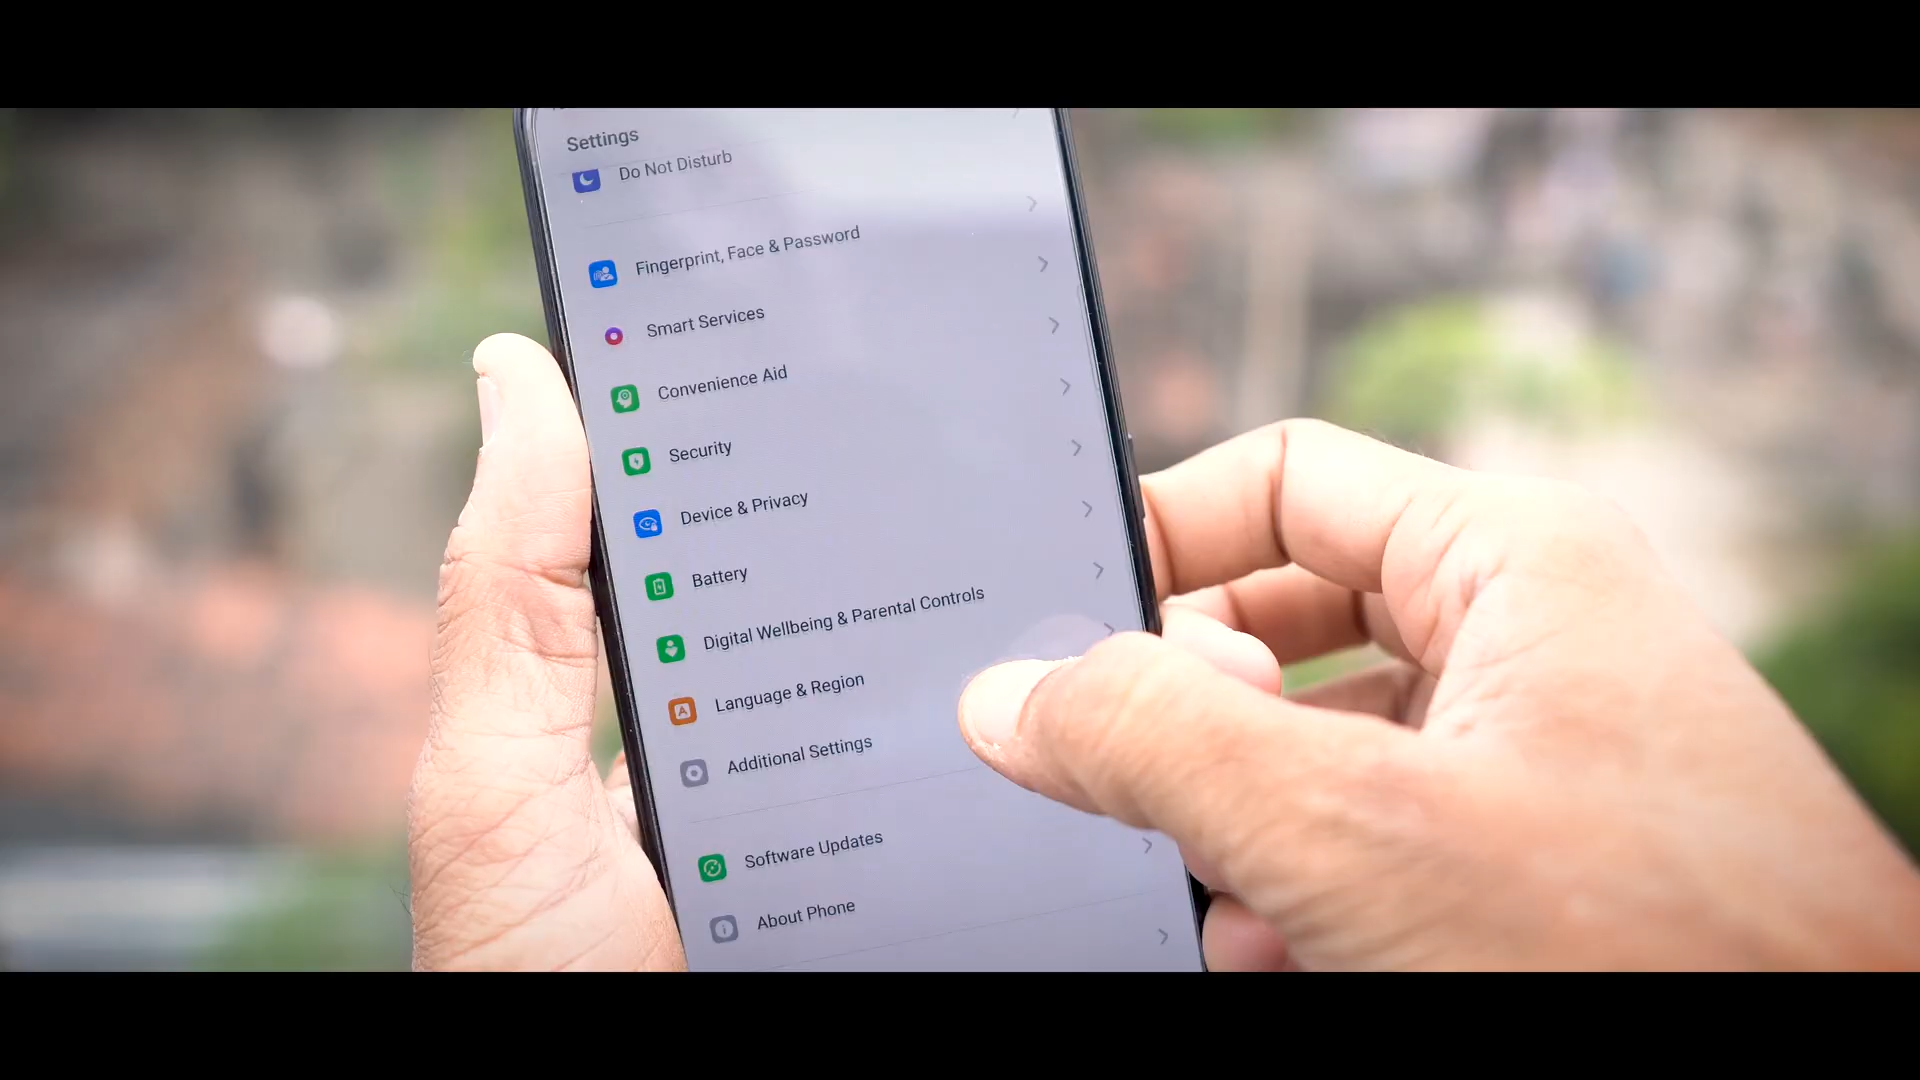 Settings
Do Not Disturb
Fingerprint, Face & Password
Smart Services
Convenience Aid
Security
Device & Privacy
Battery
Digital Wellbeing & Parental Controls
Language & Region
Additional Settings
Software Updates
About Phone